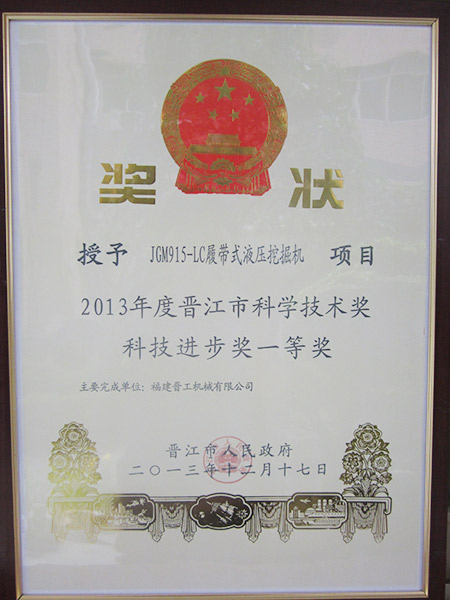 奖 状
授予 JGM915-LC履带式液压挖掘机 项目
2013年度晋江市科学技术奖
科技进步奖一等奖
主要完成单位：福建晋工机械有限公司
晋江市人民政府
二〇一三年十二月十七日